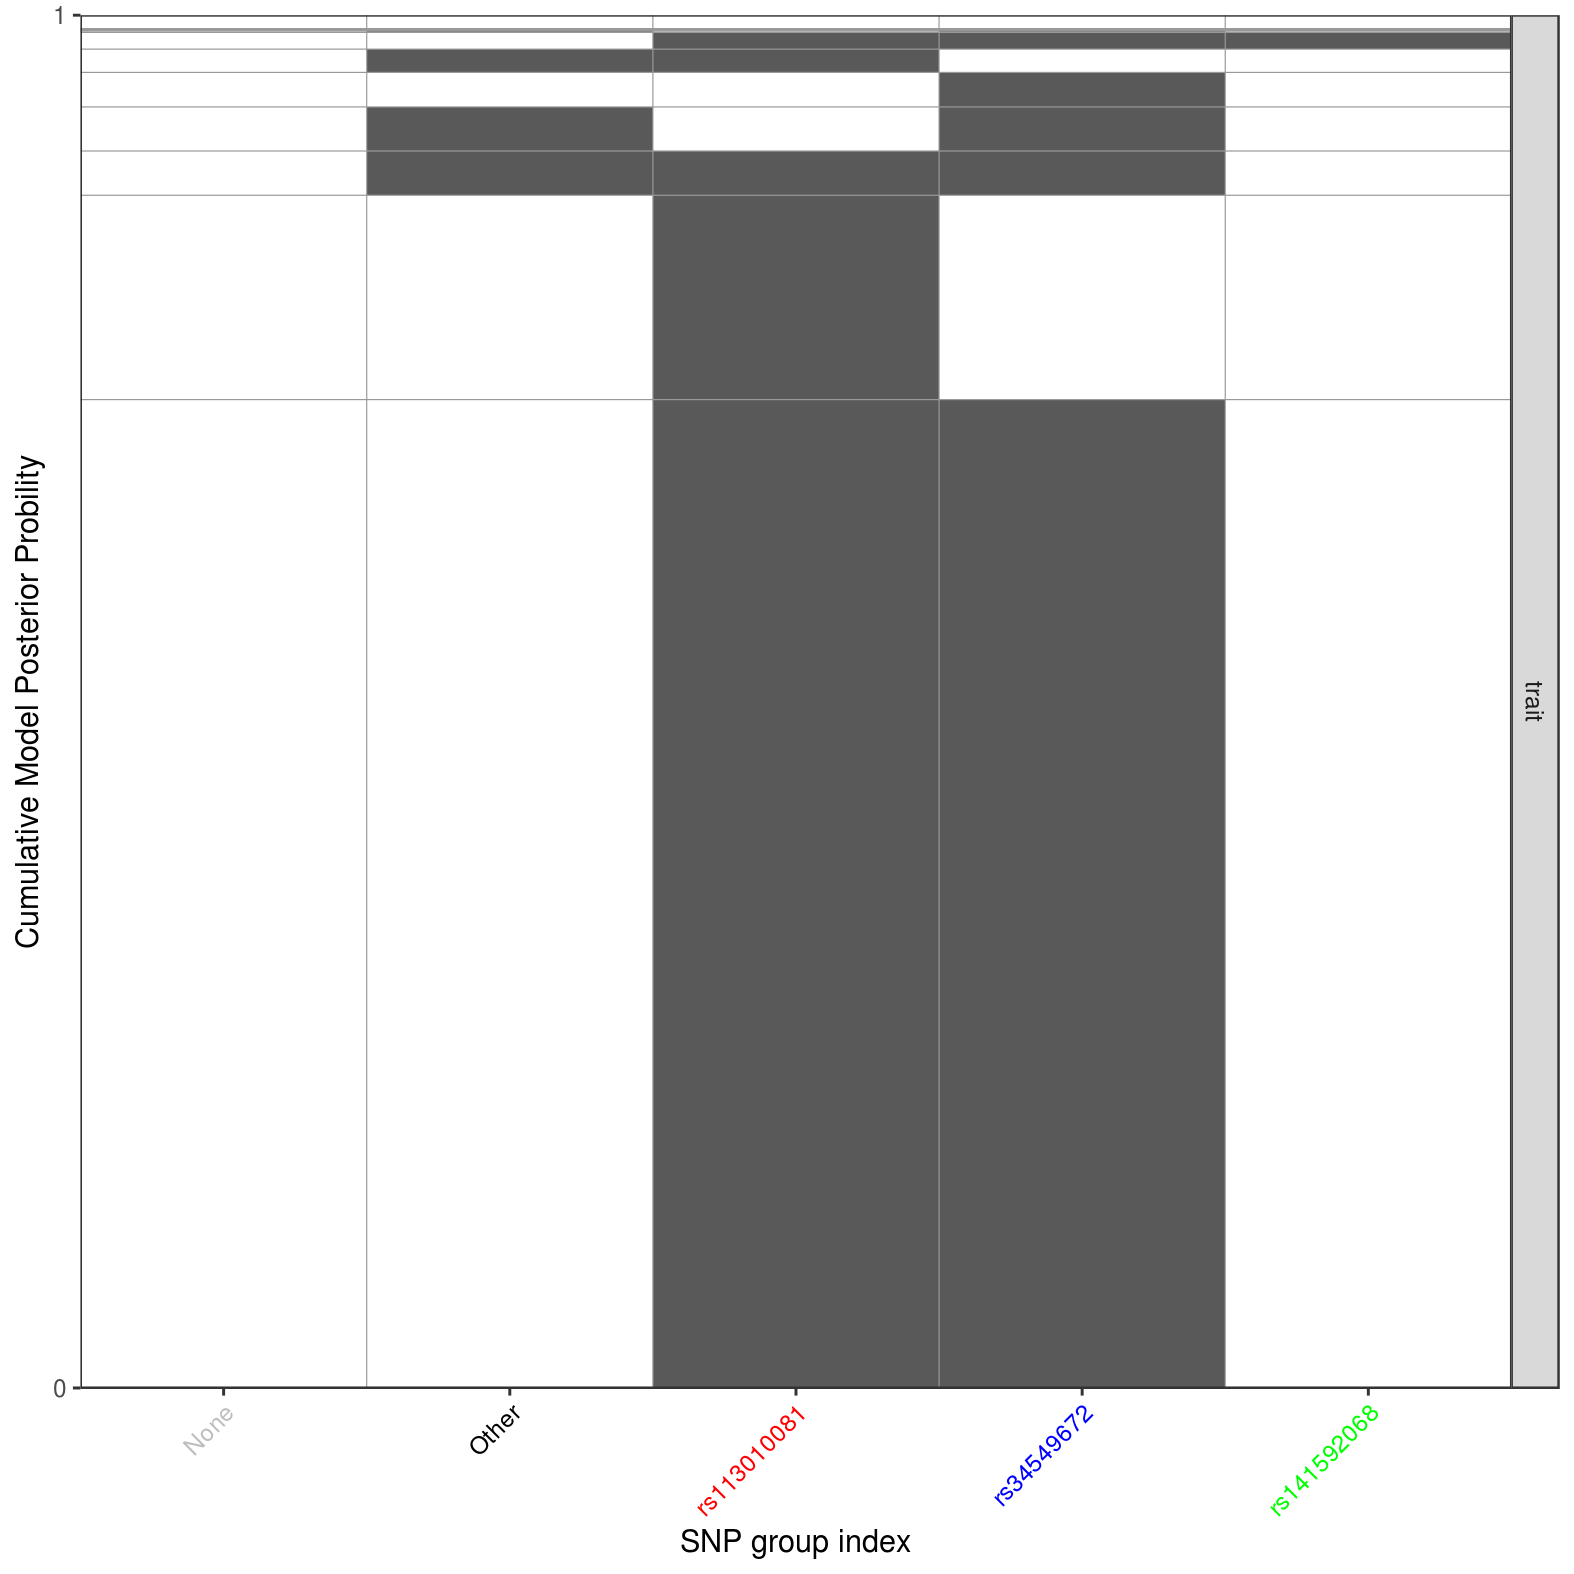 1
Cumulative Model Posterior Probility
trait
0
None
Other
rs113010081
rs34549672
rs141592068
SNP group index